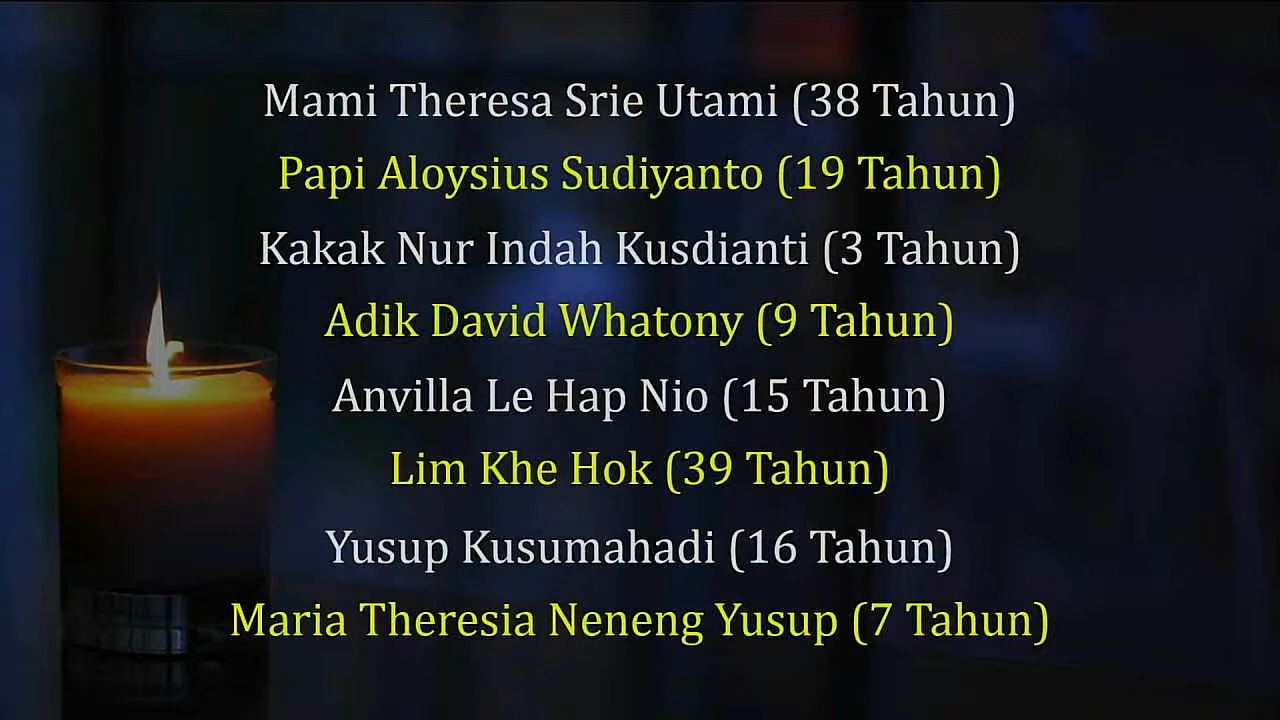 Mami Theresa Srie Utami (38 Tahun)
Papi Aloysius Sudiyanto (19 Tahun)
Kakak Nur Indah Kusdianti (3 Tahun)
Adik David Whatony (9 Tahun)
Anvilla Le Hap Nio (15 Tahun)
Lim Khe Hok (39 Tahun)
Yusup Kusumahadi (16 Tahun)
Maria Theresia Neneng Yusup (7 Tahun)